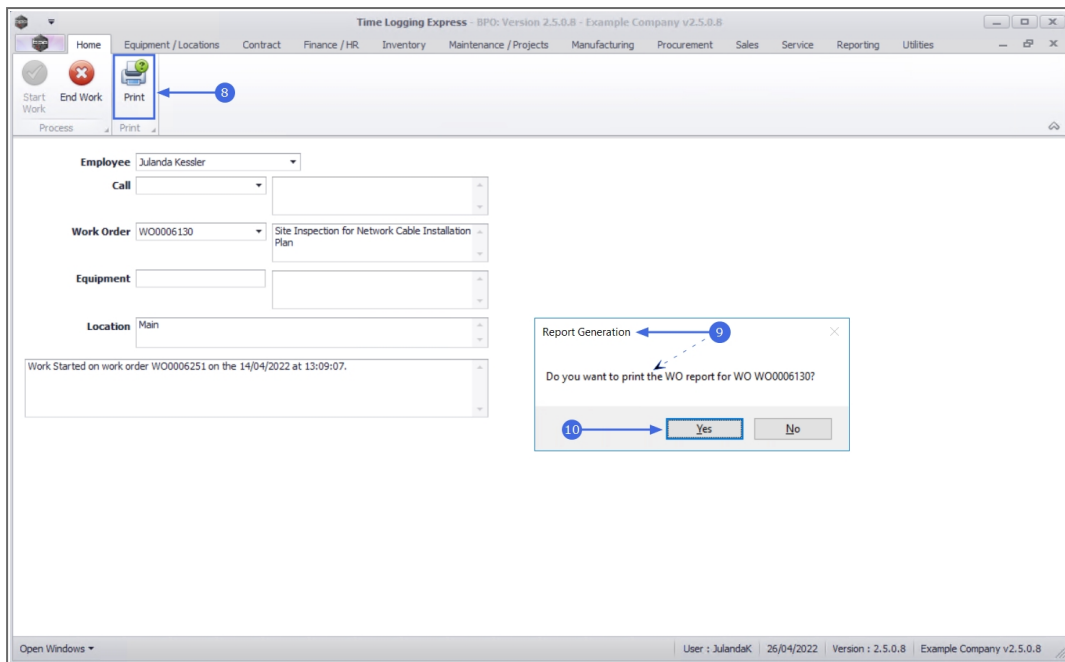 Time Logging Express - BPO: Version 2.5.0.8 - Example Company v2.5.0.8
Home Equipment / Locations Contract Finance / HR Inventory Maintenance / Projects Manufacturing Procurement Sales Service Reporting Utilities
Start Work
End Work
Print
8
Process
Print
Employee Julanda Kessler
Call
Work Order WO0006130 Site Inspection for Network Cable Installation
Plan
Equipment
Location Main
Work Started on work order WO0006251 on the 14/04/2022 at 13:09:07.
Report Generation 9
Do you want to print the WO report for WO WO0006130?
10 Yes No
Open Windows User : JulandaK 26/04/2022 Version : 2.5.0.8 Example Company v2.5.0.8